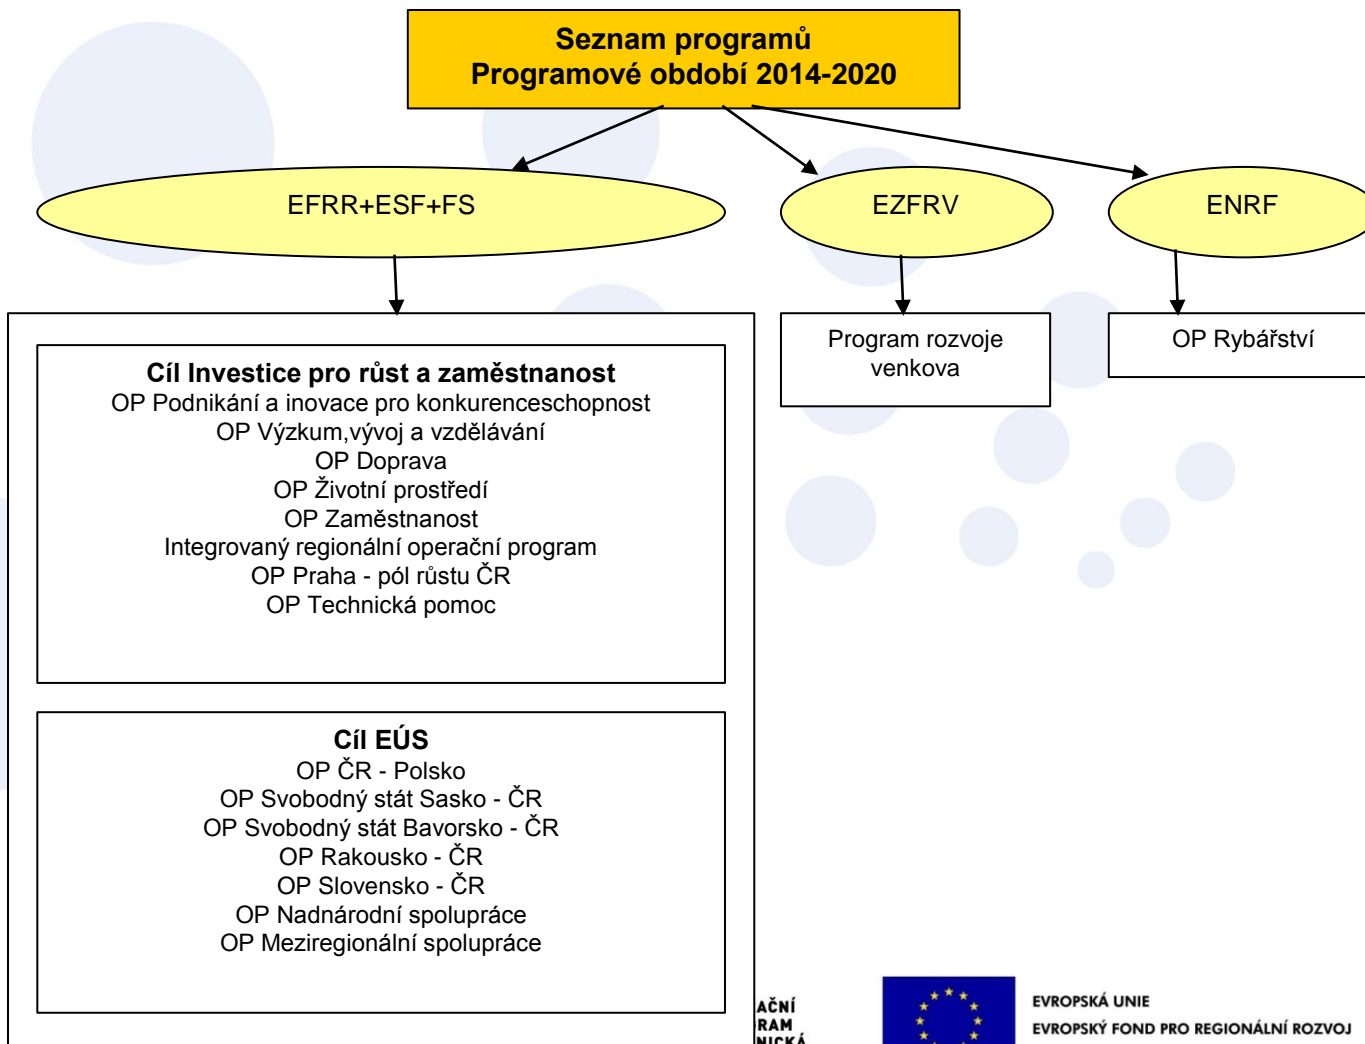 Seznam programů
Programové období 2014-2020
EFRR+ESF+FS
EZFRV
ENRF
Cíl Investice pro růst a zaměstnanost
OP Podnikání a inovace pro konkurenceschopnost
OP Výzkum,vývoj a vzdělávání
OP Doprava
OP Životní prostředí
OP Zaměstnanost
Integrovaný regionální operační program
OP Praha - pól růstu ČR
OP Technická pomoc
Program rozvoje
venkova
OP Rybářství
Cíl EÚS
OP ČR - Polsko
OP Svobodný stát Sasko - ČR
OP Svobodný stát Bavorsko - ČR
OP Rakousko - ČR
OP Slovensko - ČR
OP Nadnárodní spolupráce
OP Meziregionální spolupráce
AČNÍ
RAM
NICKÁ
EVROPSKÁ UNIE
EVROPSKÝ FOND PRO REGIONÁLNÍ ROZVOJ